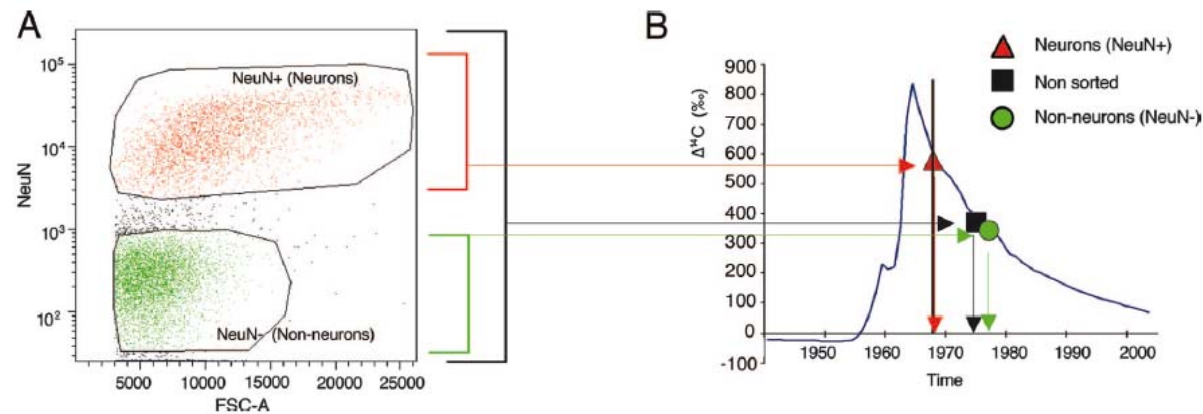 A
NeuN
10⁵
10⁴
10³
10²
NeuN+ (Neurons)
NeuN- (Non-neurons)
5000 10000 15000 20000 25000
FSC-A
B
Neurons (NeuN+)
Non sorted
Non-neurons (NeuN-)
Δ¹⁴C (‰)
900
800
700
600
500
400
300
200
100
0
-100
1950 1960 1970 1980 1990 2000
Time